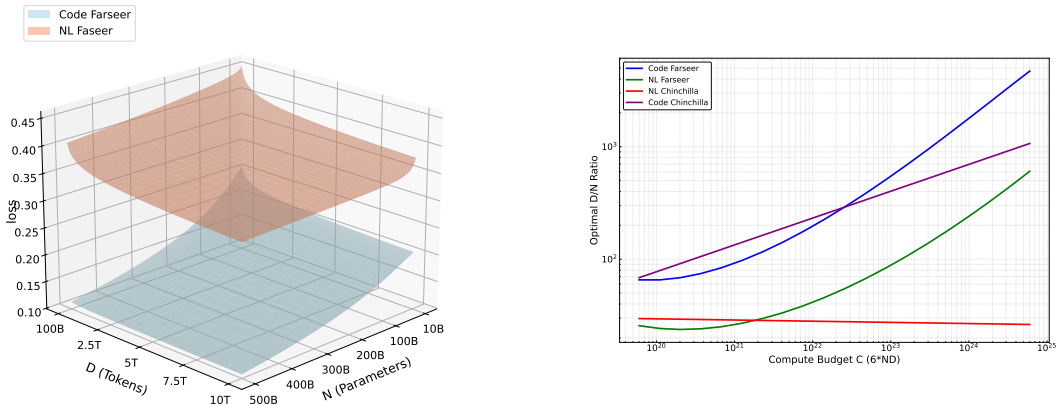 Code Farseer
NL Faseer
0.45
0.40
0.35
0.30
0.25
0.20
0.15
0.10
loss
100B
2.5T
5T
7.5T
10T
D (Tokens)
500B
400B
300B
200B
100B
10B
N (Parameters)
Code Farseer
NL Farseer
NL Chinchilla
Code Chinchilla
Optimal D/N Ratio
10³
10²
10²⁰
10²¹
10²²
10²³
10²⁴
10²⁵
Compute Budget C (6*ND)